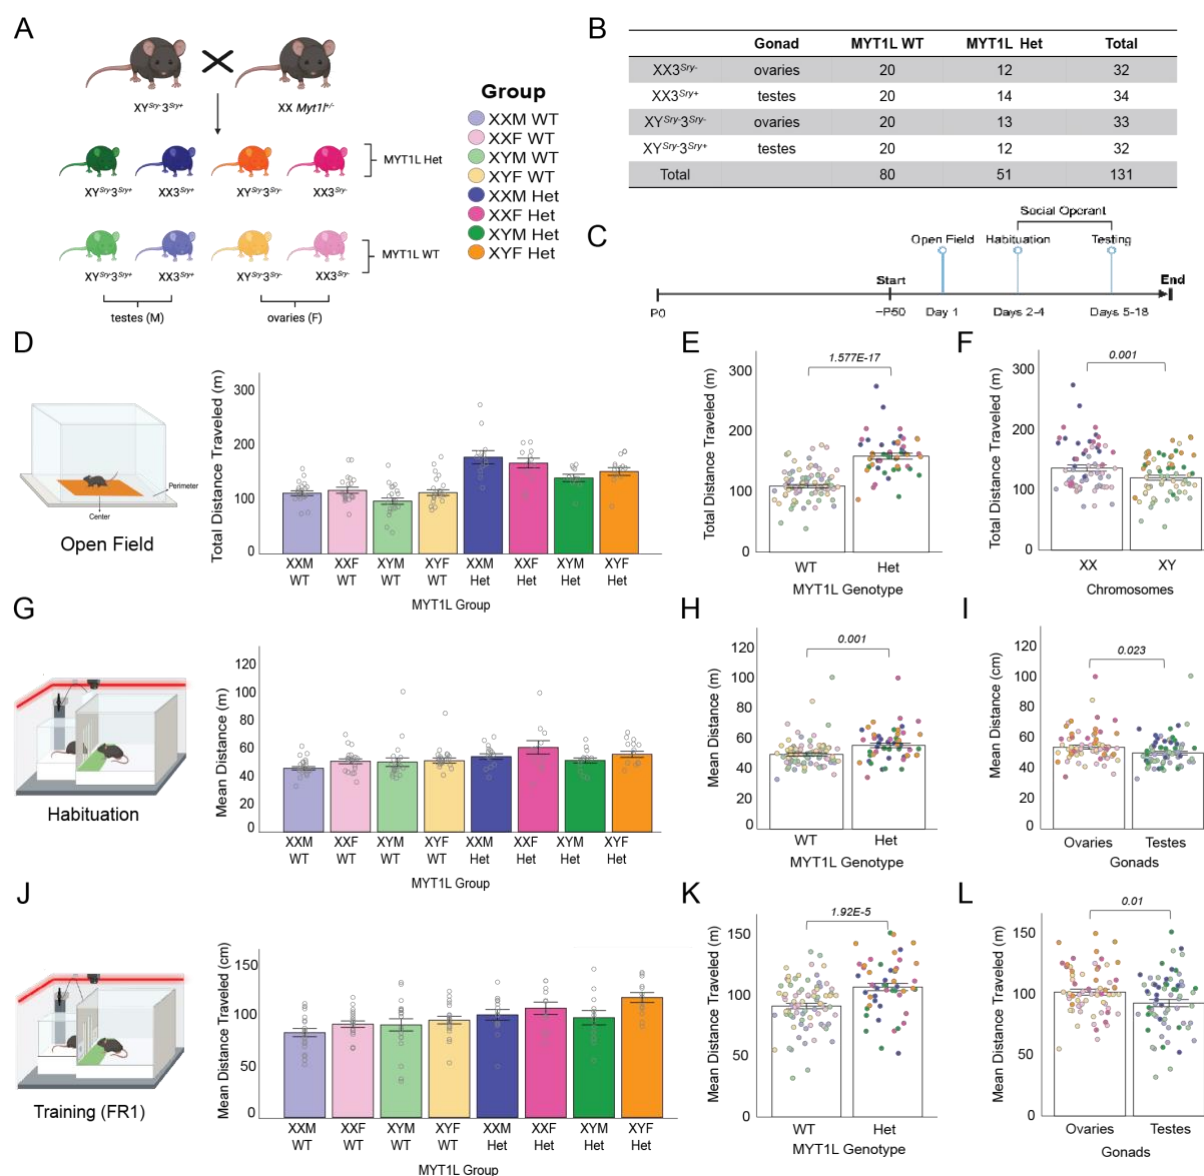 A
XY^Sry-3^Sry+
XX Myt1l^+/-
MYT1L Het
XY^Sry-3^Sry+
XX3^Sry+
XY^Sry-3^Sry-
XX3^Sry-
MYT1L WT
XY^Sry-3^Sry+
XX3^Sry+
XY^Sry-3^Sry-
XX3^Sry-
testes (M)
ovaries (F)
Group
XXM WT
XXF WT
XYM WT
XYF WT
XXM Het
XXF Het
XYM Het
XYF Het
B
Gonad MYT1L WT MYT1L Het Total
XX3^Sry- ovaries 20 12 32
XX3^Sry+ testes 20 14 34
XY^Sry-3^Sry- ovaries 20 13 33
XY^Sry-3^Sry+ testes 20 12 32
Total 80 51 131
C
Social Operant
Open Field Habituation Testing
Start End
P0 ~P50 Day 1 Days 2-4 Days 5-18
D
Perimeter
Center
Open Field
Total Distance Traveled (m)
300
200
100
0
XXM XXF XYM XYF XXM XXF XYM XYF
WT WT WT WT Het Het Het Het
MYT1L Group
E
1.577E-17
Total Distance Traveled (m)
300
200
100
0
WT Het
MYT1L Genotype
F
0.001
Total Distance Traveled (m)
300
200
100
0
XX XY
Chromosomes
G
Habituation
Mean Distance (m)
120
100
80
60
40
20
0
XXM XXF XYM XYF XXM XXF XYM XYF
WT WT WT WT Het Het Het Het
MYT1L Group
H
0.001
Mean Distance (m)
120
100
80
60
40
20
0
WT Het
MYT1L Genotype
I
0.023
Mean Distance (cm)
120
100
80
60
40
20
0
Ovaries Testes
Gonads
J
Training (FR1)
Mean Distance Traveled (cm)
150
100
50
0
XXM XXF XYM XYF XXM XXF XYM XYF
WT WT WT WT Het Het Het Het
MYT1L Group
K
1.92E-5
Mean Distance Traveled (m)
150
100
50
0
WT Het
MYT1L Genotype
L
0.01
Mean Distance Traveled (m)
150
100
50
0
Ovaries Testes
Gonads